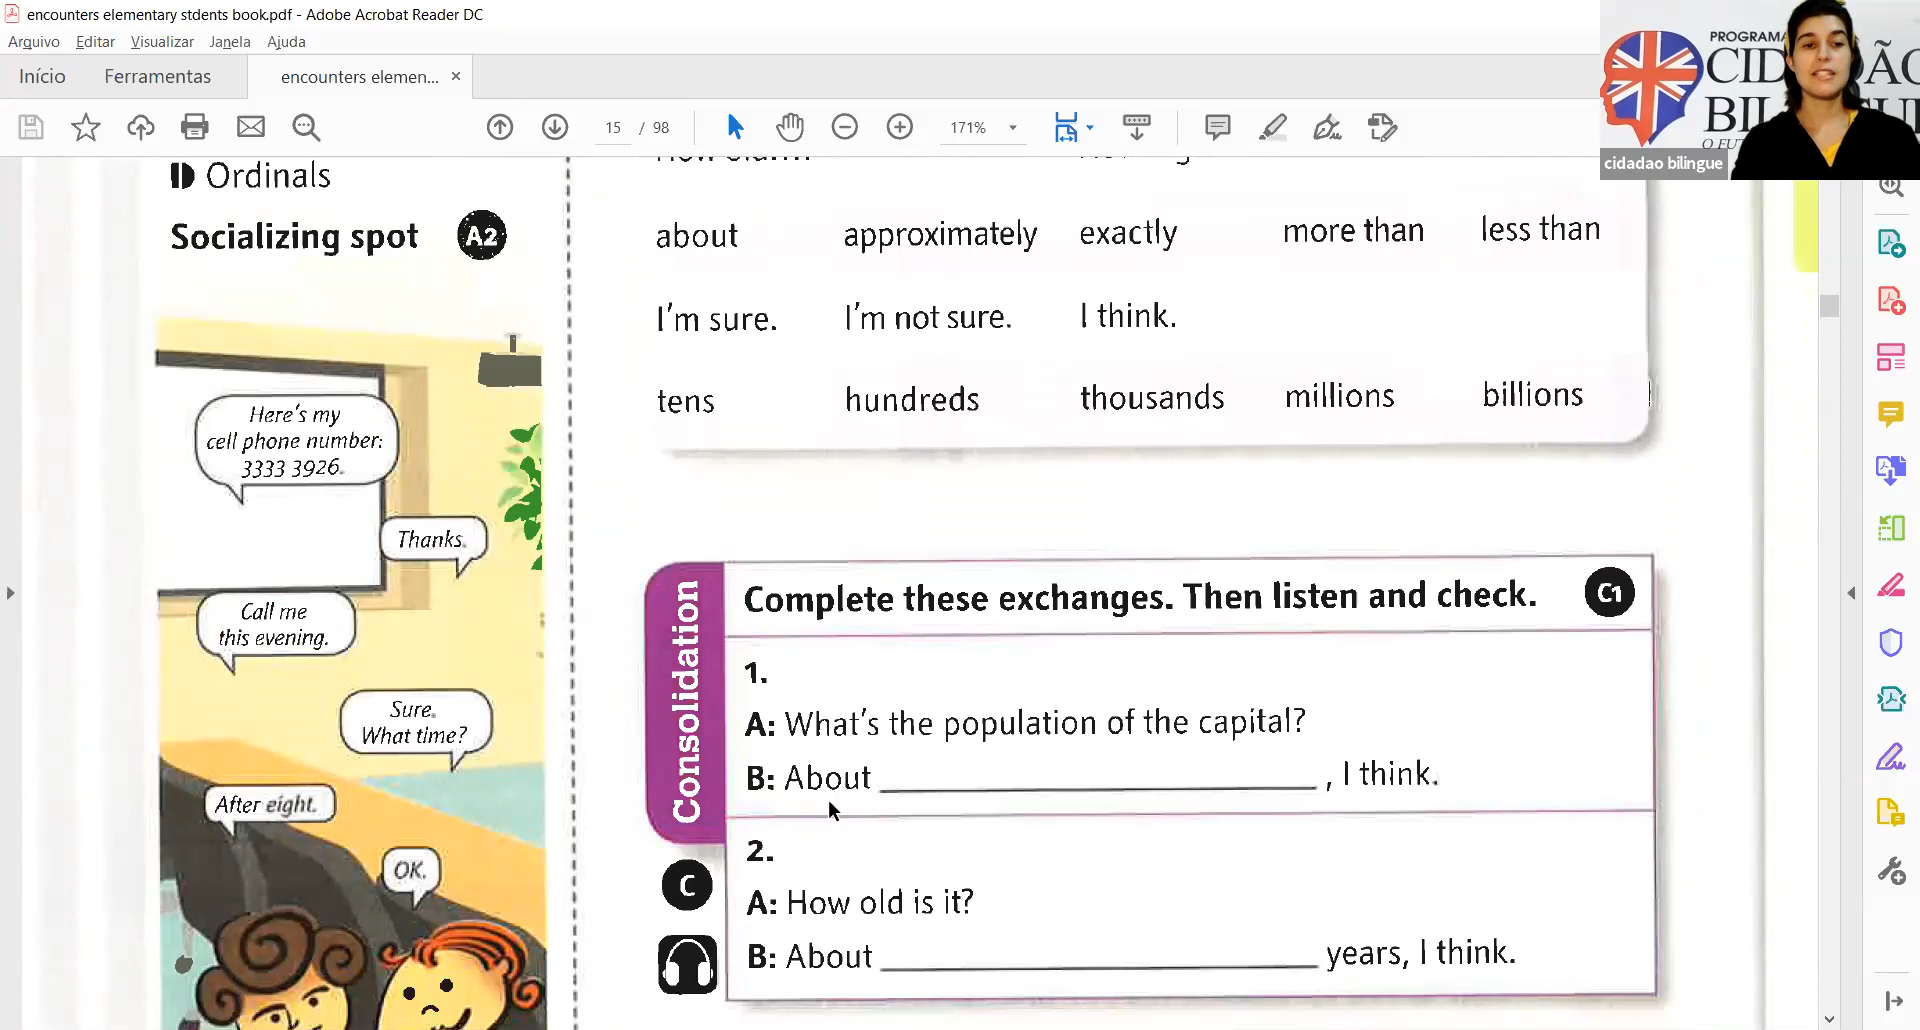 encounters elementary stdents book.pdf - Adobe Acrobat Reader DC
Arquivo Editar Visualizar Janela Ajuda
Início Ferramentas encounters elemen... ×
15 / 98 171%
PROGRAMA
O FU
cidadao bilingue
Ordinals
Socializing spot A2
Here's my
cell phone number:
3333 3926.
Thanks.
Call me
this evening.
Sure.
What time?
After eight.
OK.
about approximately exactly more than less than
I'm sure. I'm not sure. I think.
tens hundreds thousands millions billions
Consolidation
Complete these exchanges. Then listen and check. C1
1.
A: What's the population of the capital?
B: About ______________ , I think.
2.
C
A: How old is it?
B: About ______________ years, I think.